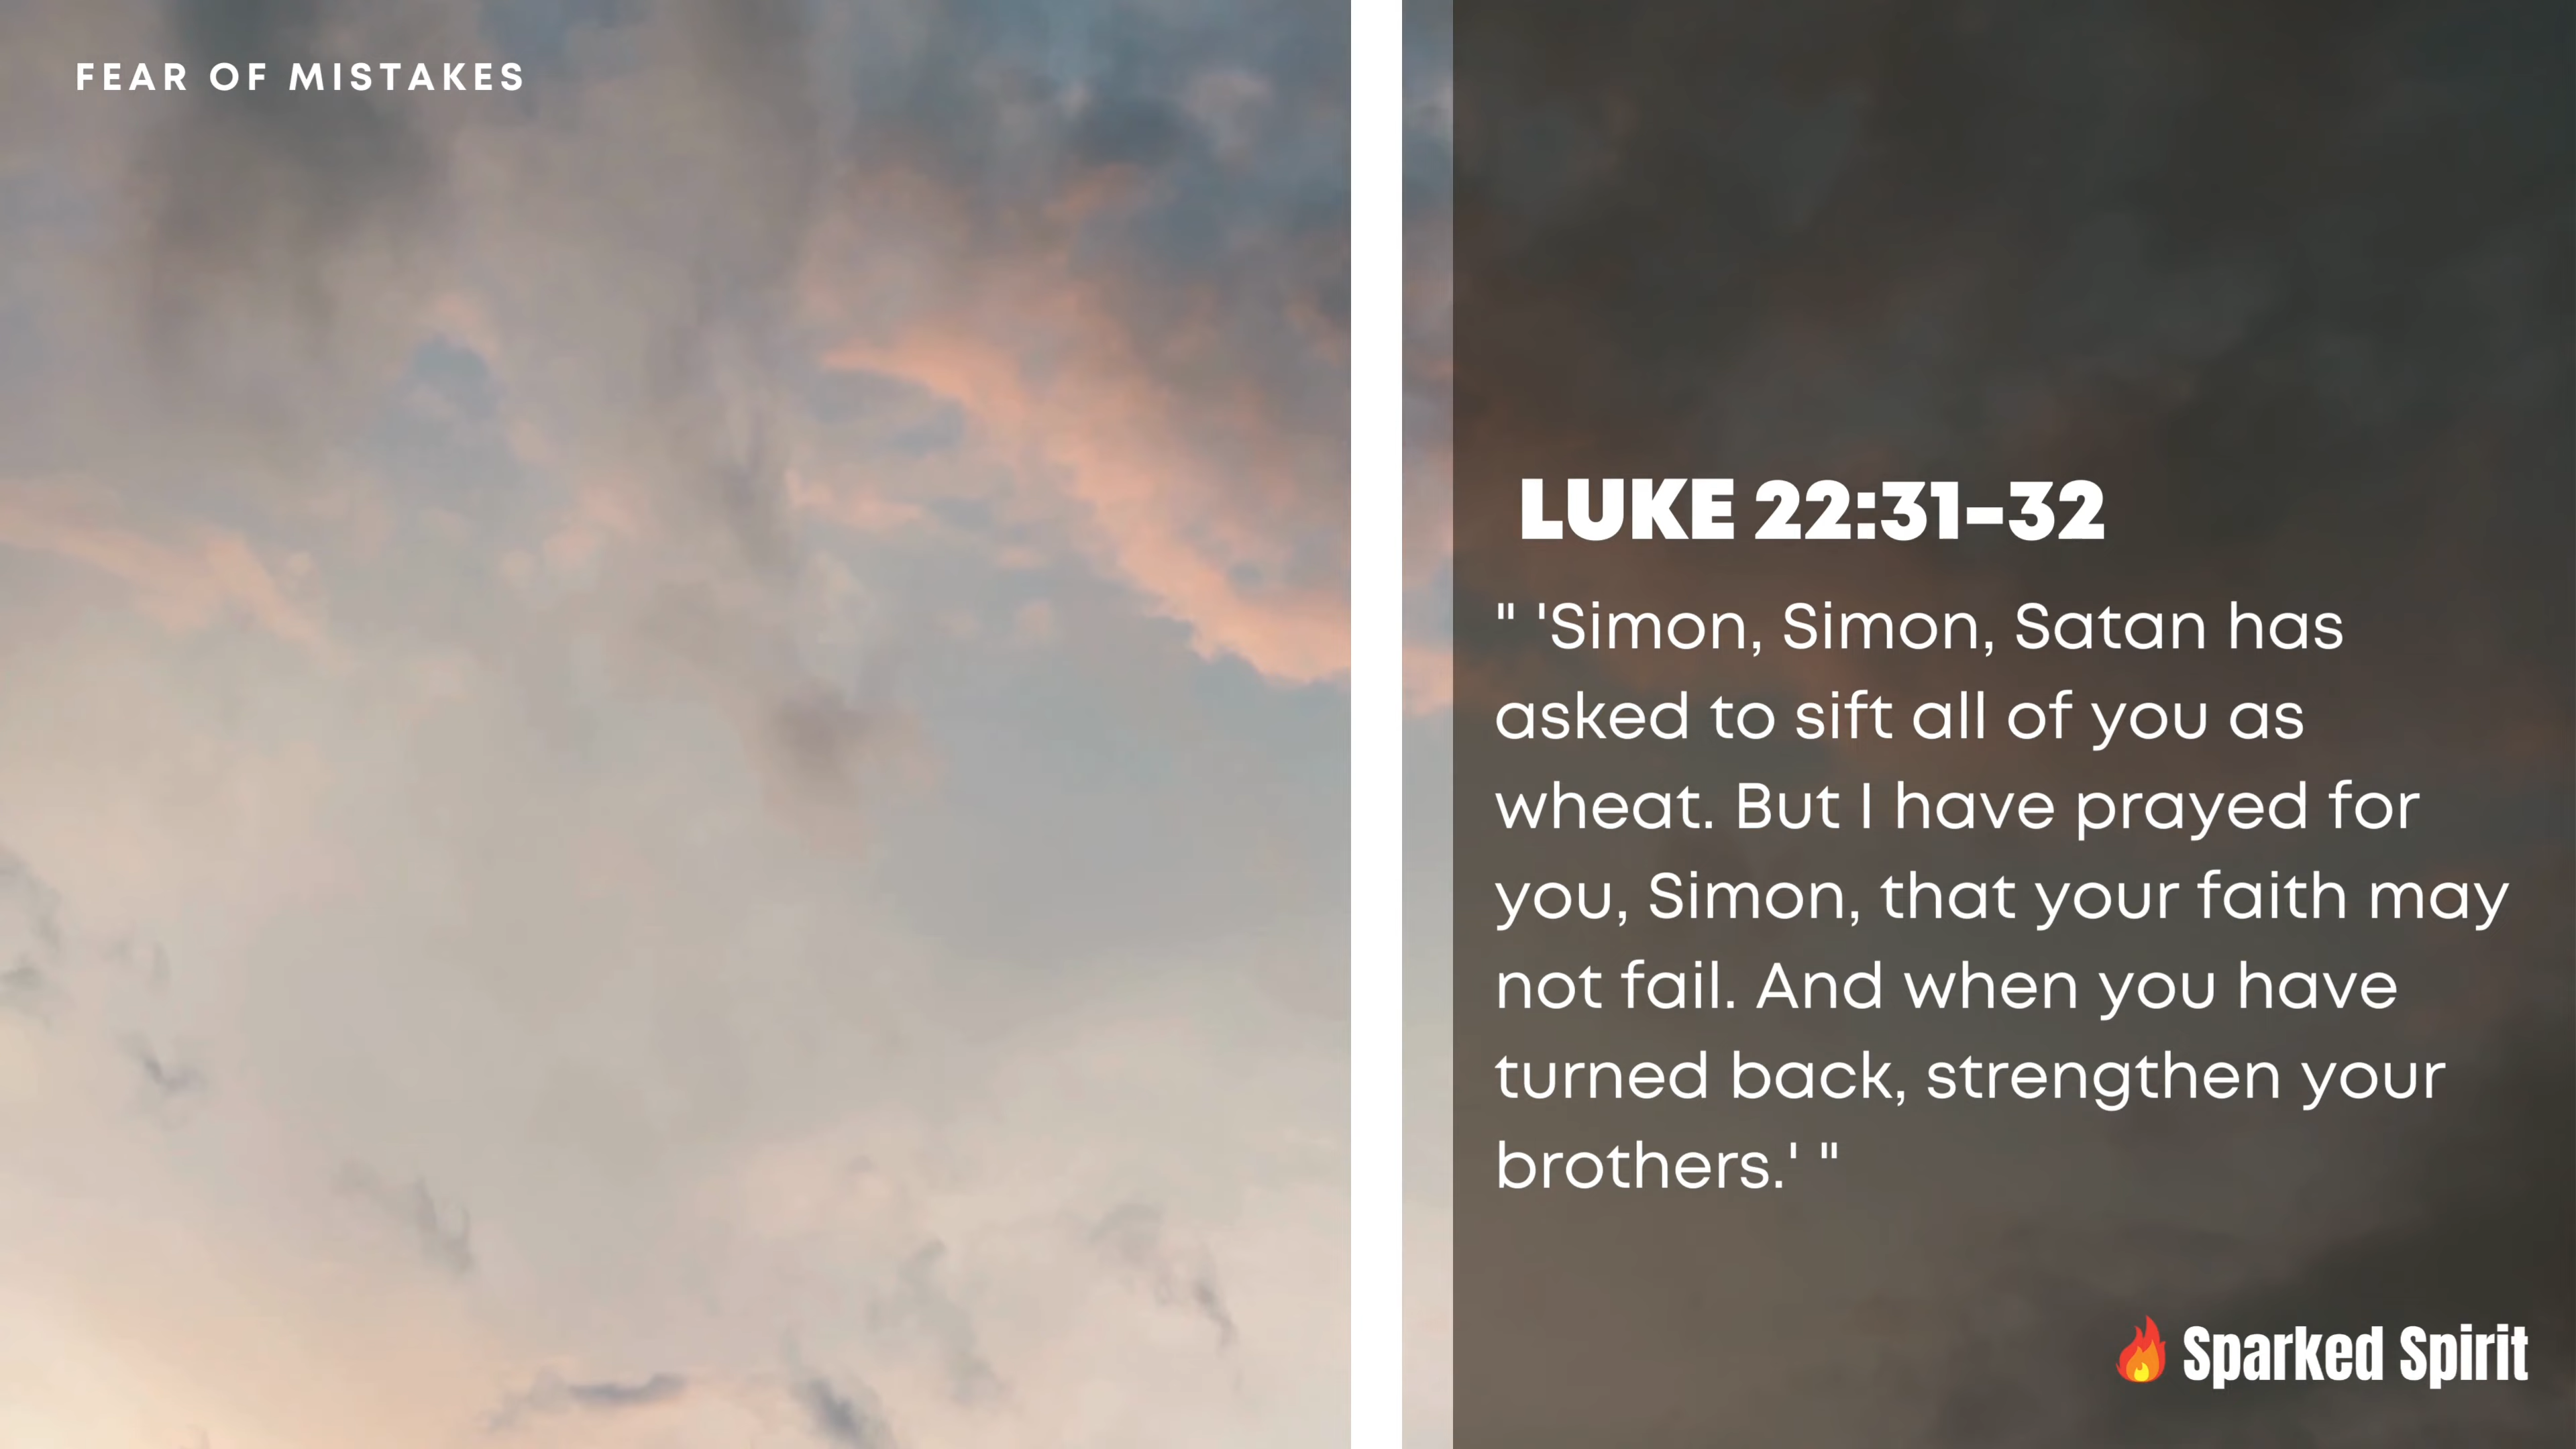 FEAR OF MISTAKES
LUKE 22:31-32
" 'Simon, Simon, Satan has
asked to sift all of you as
wheat. But I have prayed for
you, Simon, that your faith may
not fail. And when you have
turned back, strengthen your
brothers.' "
Sparked Spirit